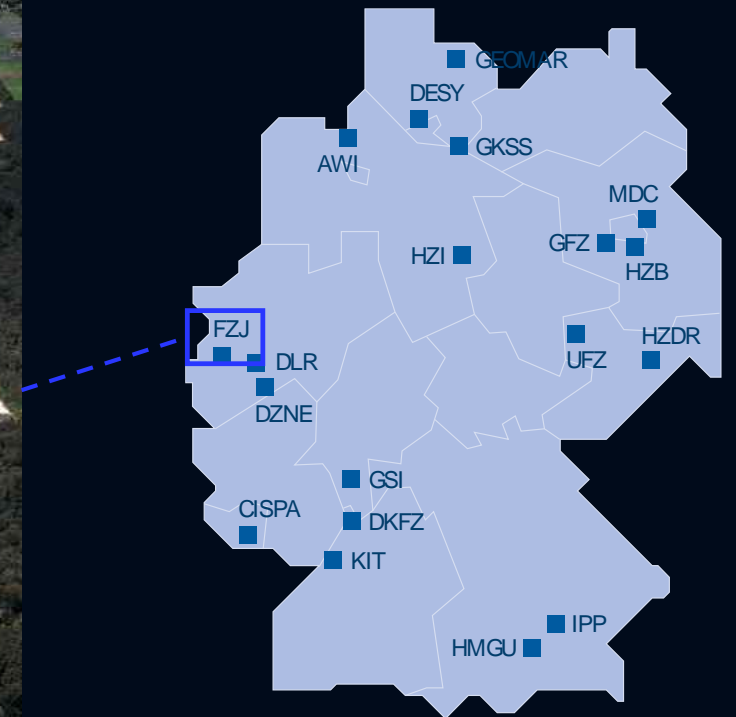 GEOMAR
DESY
GKSS
AWI
MDC
GFZ
HZI
HZB
FZJ
HZDR
DLR
UFZ
DZNE
GSI
CISPA
DKFZ
KIT
IPP
HMGU